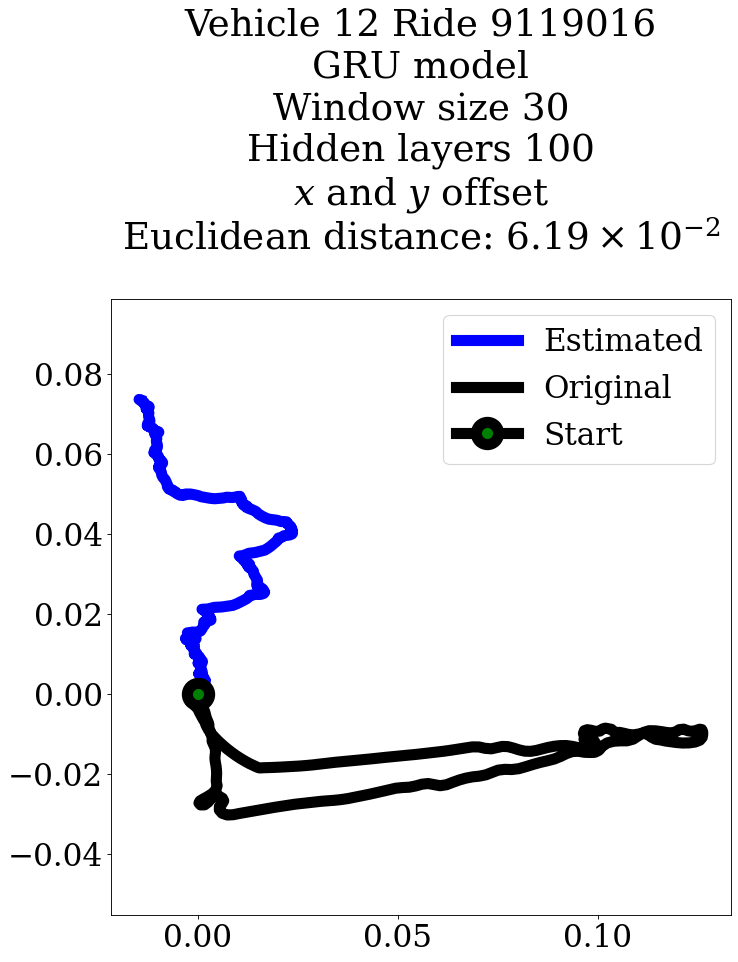 Vehicle 12 Ride 9119016
GRU model
Window size 30
Hidden layers 100
x and y offset
Euclidean distance: 6.19 × 10⁻²
Estimated
Original
Start
0.08
0.06
0.04
0.02
0.00
−0.02
−0.04
0.00 0.05 0.10